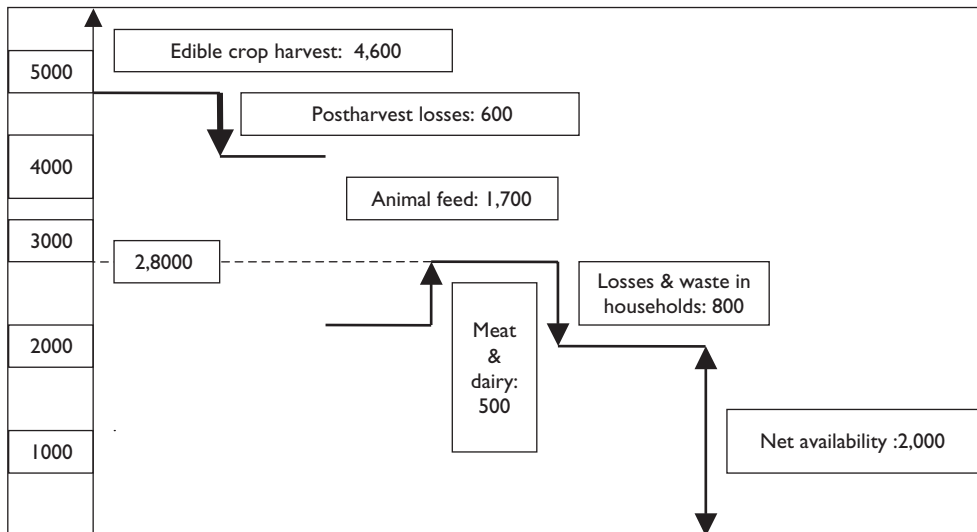 Edible crop harvest: 4,600
5000
Postharvest losses: 600
4000
Animal feed: 1,700
3000
2,8000
Losses & waste in
households: 800
2000
Meat
&
dairy:
500
1000
Net availability :2,000